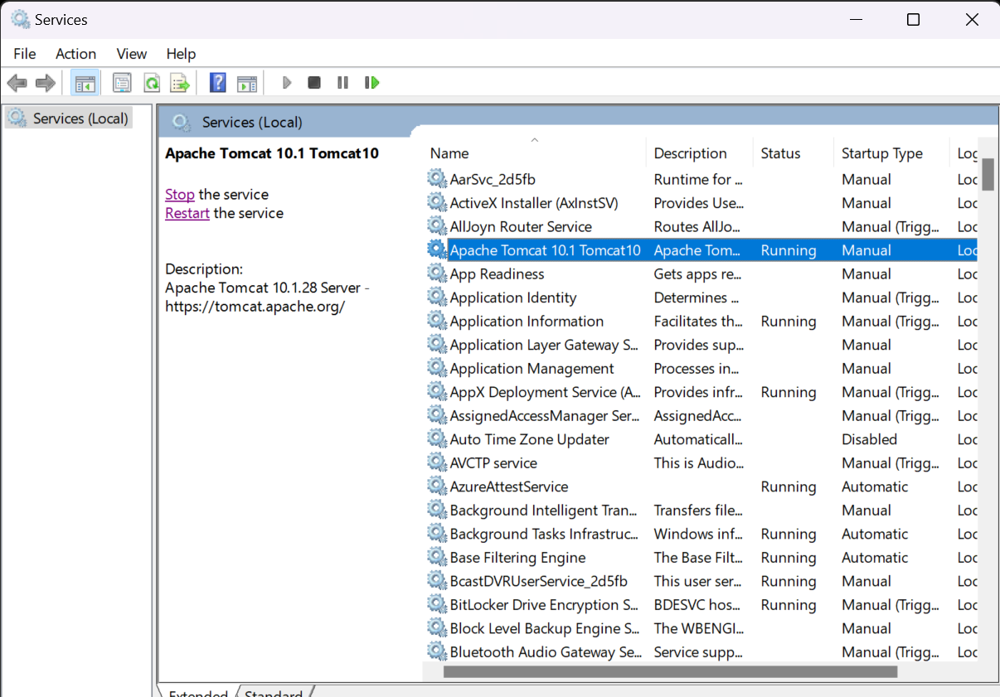 Services
File Action View Help
Services (Local)
Services (Local)
Apache Tomcat 10.1 Tomcat10
Stop the service
Restart the service
Description:
Apache Tomcat 10.1.28 Server -
https://tomcat.apache.org/
Name Description Status Startup Type Log
AarSvc_2d5fb Runtime for ... Manual Loc
ActiveX Installer (AxInstSV) Provides Use... Manual Loc
AllJoyn Router Service Routes AllJo... Manual (Trigg... Loc
Apache Tomcat 10.1 Tomcat10 Apache Tom... Running Manual Loc
App Readiness Gets apps re... Manual Loc
Application Identity Determines ... Manual (Trigg... Loc
Application Information Facilitates th... Running Manual (Trigg... Loc
Application Layer Gateway S... Provides sup... Manual Loc
Application Management Processes in... Manual Loc
AppX Deployment Service (A... Provides infr... Running Manual (Trigg... Loc
AssignedAccessManager Ser... AssignedAcc... Manual (Trigg... Loc
Auto Time Zone Updater Automaticall... Disabled Loc
AVCTP service This is Audio... Manual (Trigg... Loc
AzureAttestService Running Automatic Loc
Background Intelligent Tran... Transfers file... Manual Loc
Background Tasks Infrastruc... Windows inf... Running Automatic Loc
Base Filtering Engine The Base Filt... Running Automatic Loc
BcastDVRUserService_2d5fb This user ser... Running Manual Loc
BitLocker Drive Encryption S... BDESVC hos... Running Manual (Trigg... Loc
Block Level Backup Engine S... The WBENGI... Manual Loc
Bluetooth Audio Gateway Se... Service supp... Manual (Trigg... Loc
Extended Standard